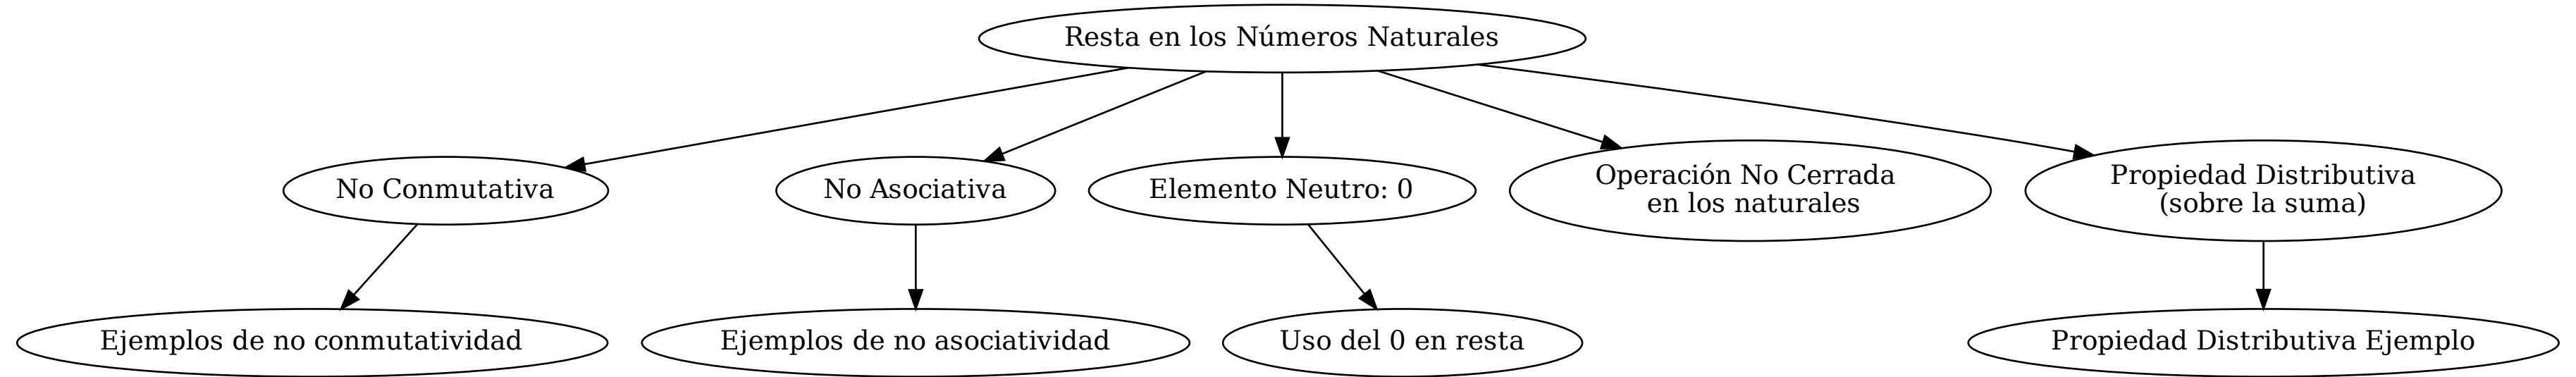 Resta en los Números Naturales
No Conmutativa
No Asociativa
Elemento Neutro: 0
Operación No Cerrada
en los naturales
Propiedad Distributiva
(sobre la suma)
Ejemplos de no conmutatividad
Ejemplos de no asociatividad
Uso del 0 en resta
Propiedad Distributiva Ejemplo